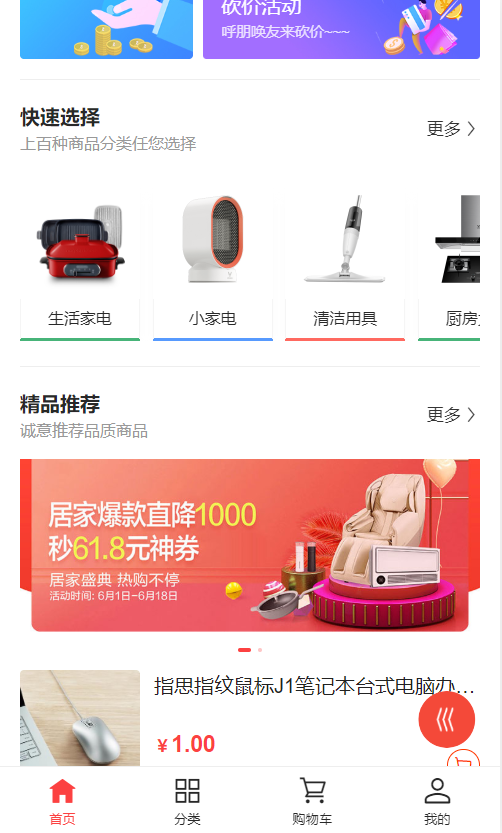 砍价活动
呼朋唤友来砍价~~~
快速选择
上百种商品分类任您选择
更多
生活家电
小家电
清洁用具
厨房
精品推荐
诚意推荐品质商品
更多
居家爆款直降1000
秒61.8元神券
居家盛典 热购不停
活动时间: 6月1日-6月18日
指思指纹鼠标J1笔记本台式电脑办...
¥1.00
首页
分类
购物车
我的